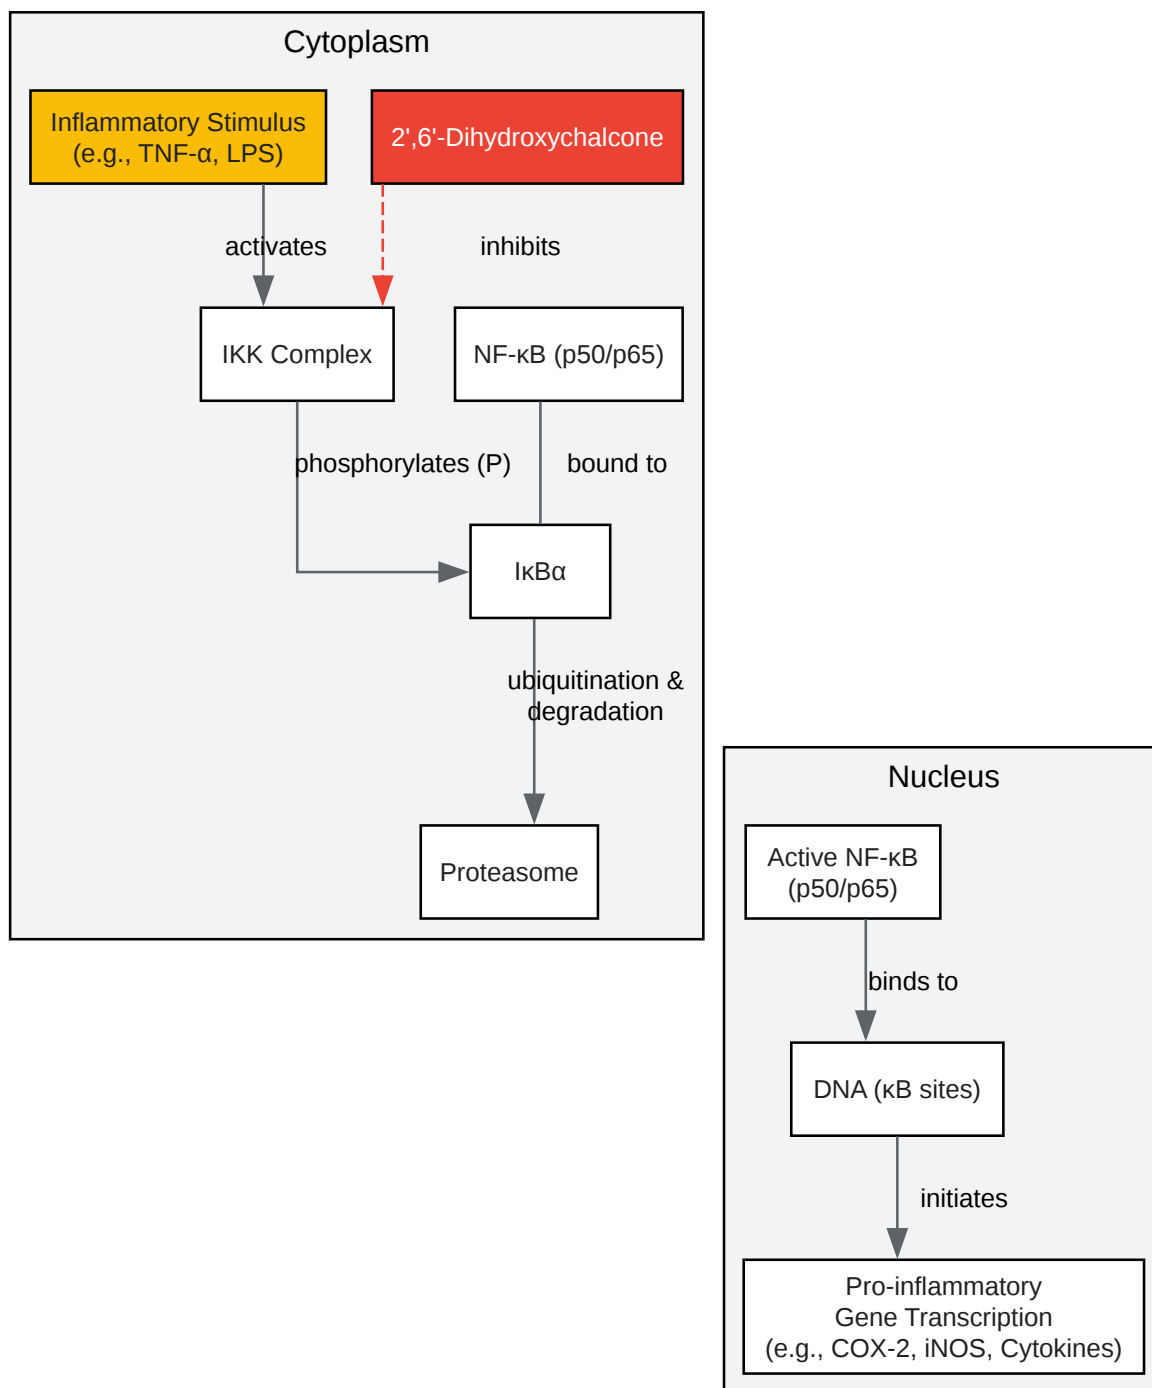 Cytoplasm
Inflammatory Stimulus
(e.g., TNF-α, LPS)
2',6'-Dihydroxychalcone
activates
inhibits
IKK Complex
NF-κB (p50/p65)
phosphorylates (P)
bound to
IκBα
ubiquitination &
degradation
Proteasome
Nucleus
Active NF-κB
(p50/p65)
binds to
DNA (κB sites)
initiates
Pro-inflammatory
Gene Transcription
(e.g., COX-2, iNOS, Cytokines)